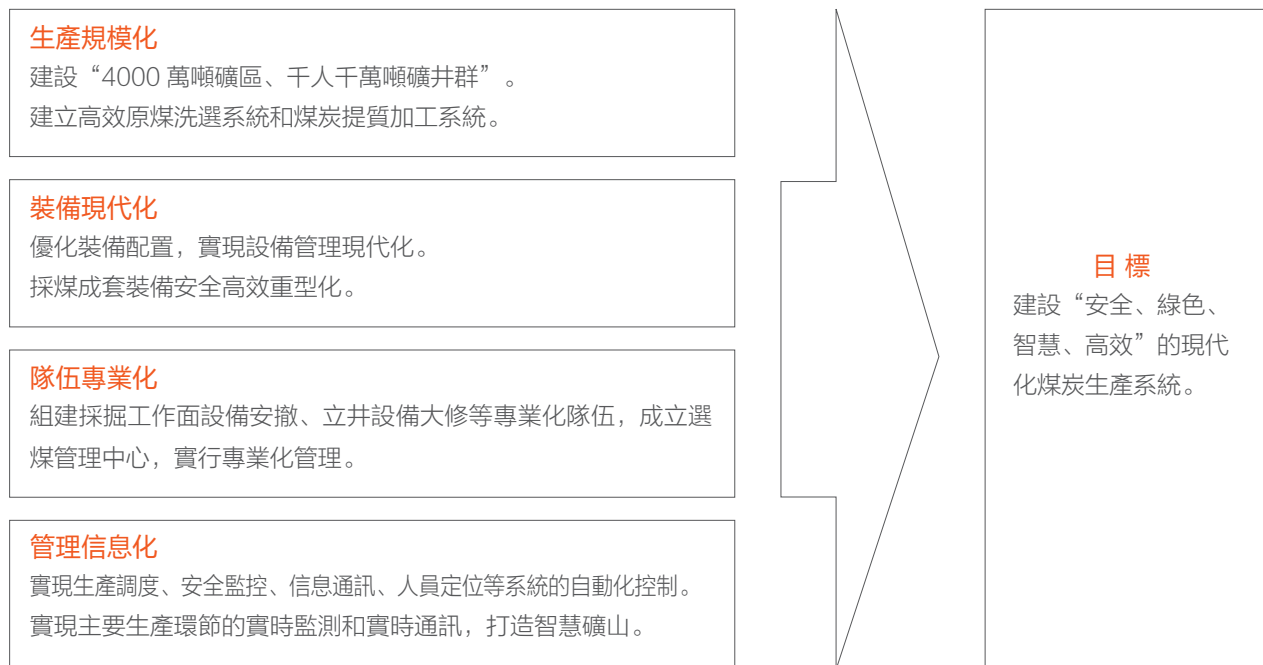 生產規模化
建設“4000 萬噸礦區、千人千萬噸礦井群”。
建立高效原煤洗選系統和煤炭提質加工系統。
裝備現代化
優化裝備配置，實現設備管理現代化。
採煤成套裝備安全高效重型化。
隊伍專業化
組建採掘工作面設備安撤、立井設備大修等專業化隊伍，成立選
煤管理中心，實行專業化管理。
管理信息化
實現生產調度、安全監控、信息通訊、人員定位等系統的自動化控制。
實現主要生產環節的實時監測和實時通訊，打造智慧礦山。
目 標
建設“安全、綠色、
智慧、高效”的現代
化煤炭生產系統。